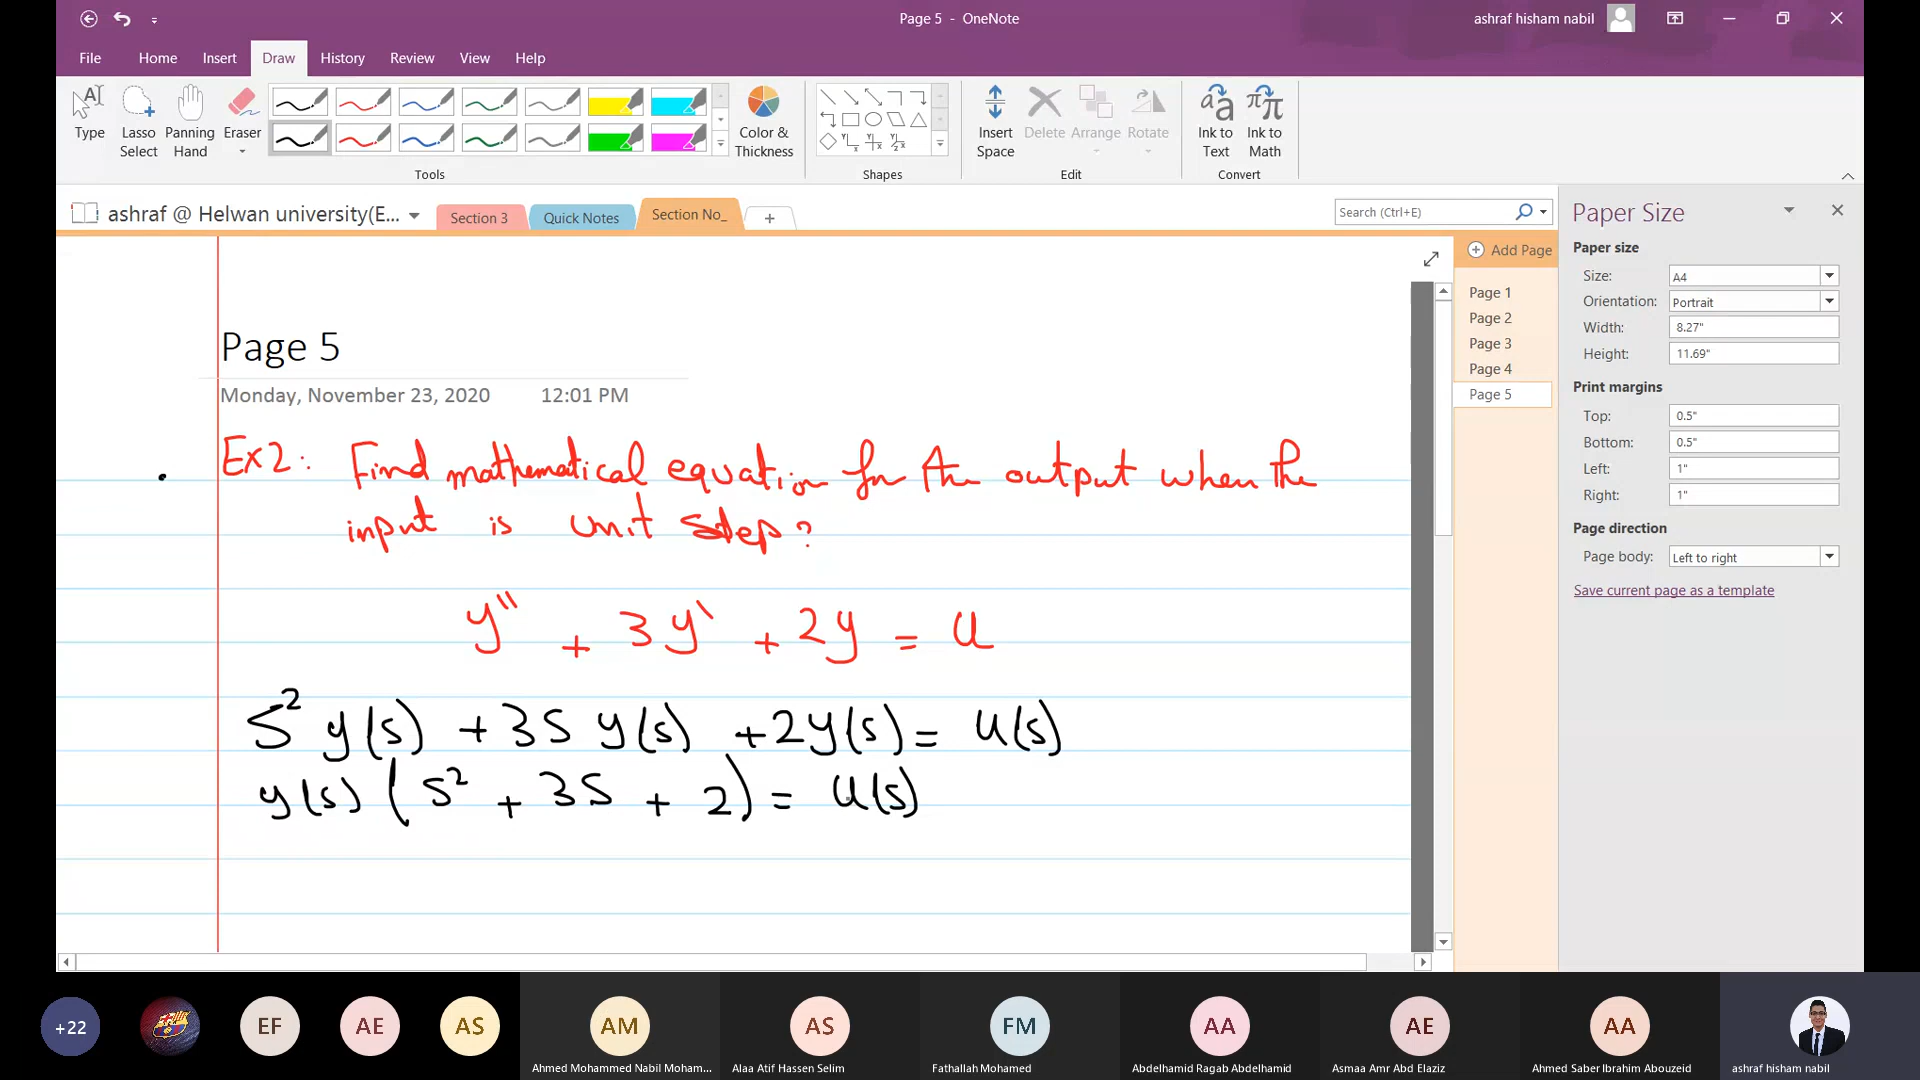 Page 5 - OneNote
ashraf hisham nabil
File Home Insert Draw History Review View Help
Type
Lasso Select
Panning Hand
Eraser
Color & Thickness
Insert Space
Delete
Arrange
Rotate
Ink to Text
Ink to Math
Tools
Shapes
Edit
Convert
ashraf @ Helwan university(E...
Section 3
Quick Notes
Section No_
Search (Ctrl+E)
Add Page
Page 1
Page 2
Page 3
Page 4
Page 5
Paper Size
Paper size
Size: A4
Orientation: Portrait
Width: 8.27"
Height: 11.69"
Print margins
Top: 0.5"
Bottom: 0.5"
Left: 1"
Right: 1"
Page direction
Page body: Left to right
Save current page as a template
Page 5
Monday, November 23, 2020 12:01 PM
Ex2: Find mathematical equation for the output when the
input is unit step?
y'' + 3y' + 2y = u
S² y(s) + 3S y(s) + 2y(s) = u(s)
y(s) (S² + 3S + 2) = u(s)
+22
EF
AE
AS
AM
AS
FM
AA
AE
AA
Ahmed Mohammed Nabil Moham...
Alaa Atif Hassen Selim
Fathallah Mohamed
Abdelhamid Ragab Abdelhamid
Asmaa Amr Abd Elaziz
Ahmed Saber Ibrahim Abouzeid
ashraf hisham nabil